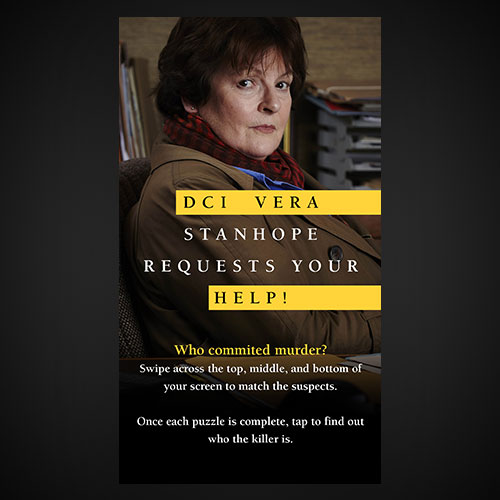 DCI VERA
STANHOPE
REQUESTS YOUR
HELP!
Who commited murder?
Swipe across the top, middle, and bottom of
your screen to match the suspects.
Once each puzzle is complete, tap to find out
who the killer is.